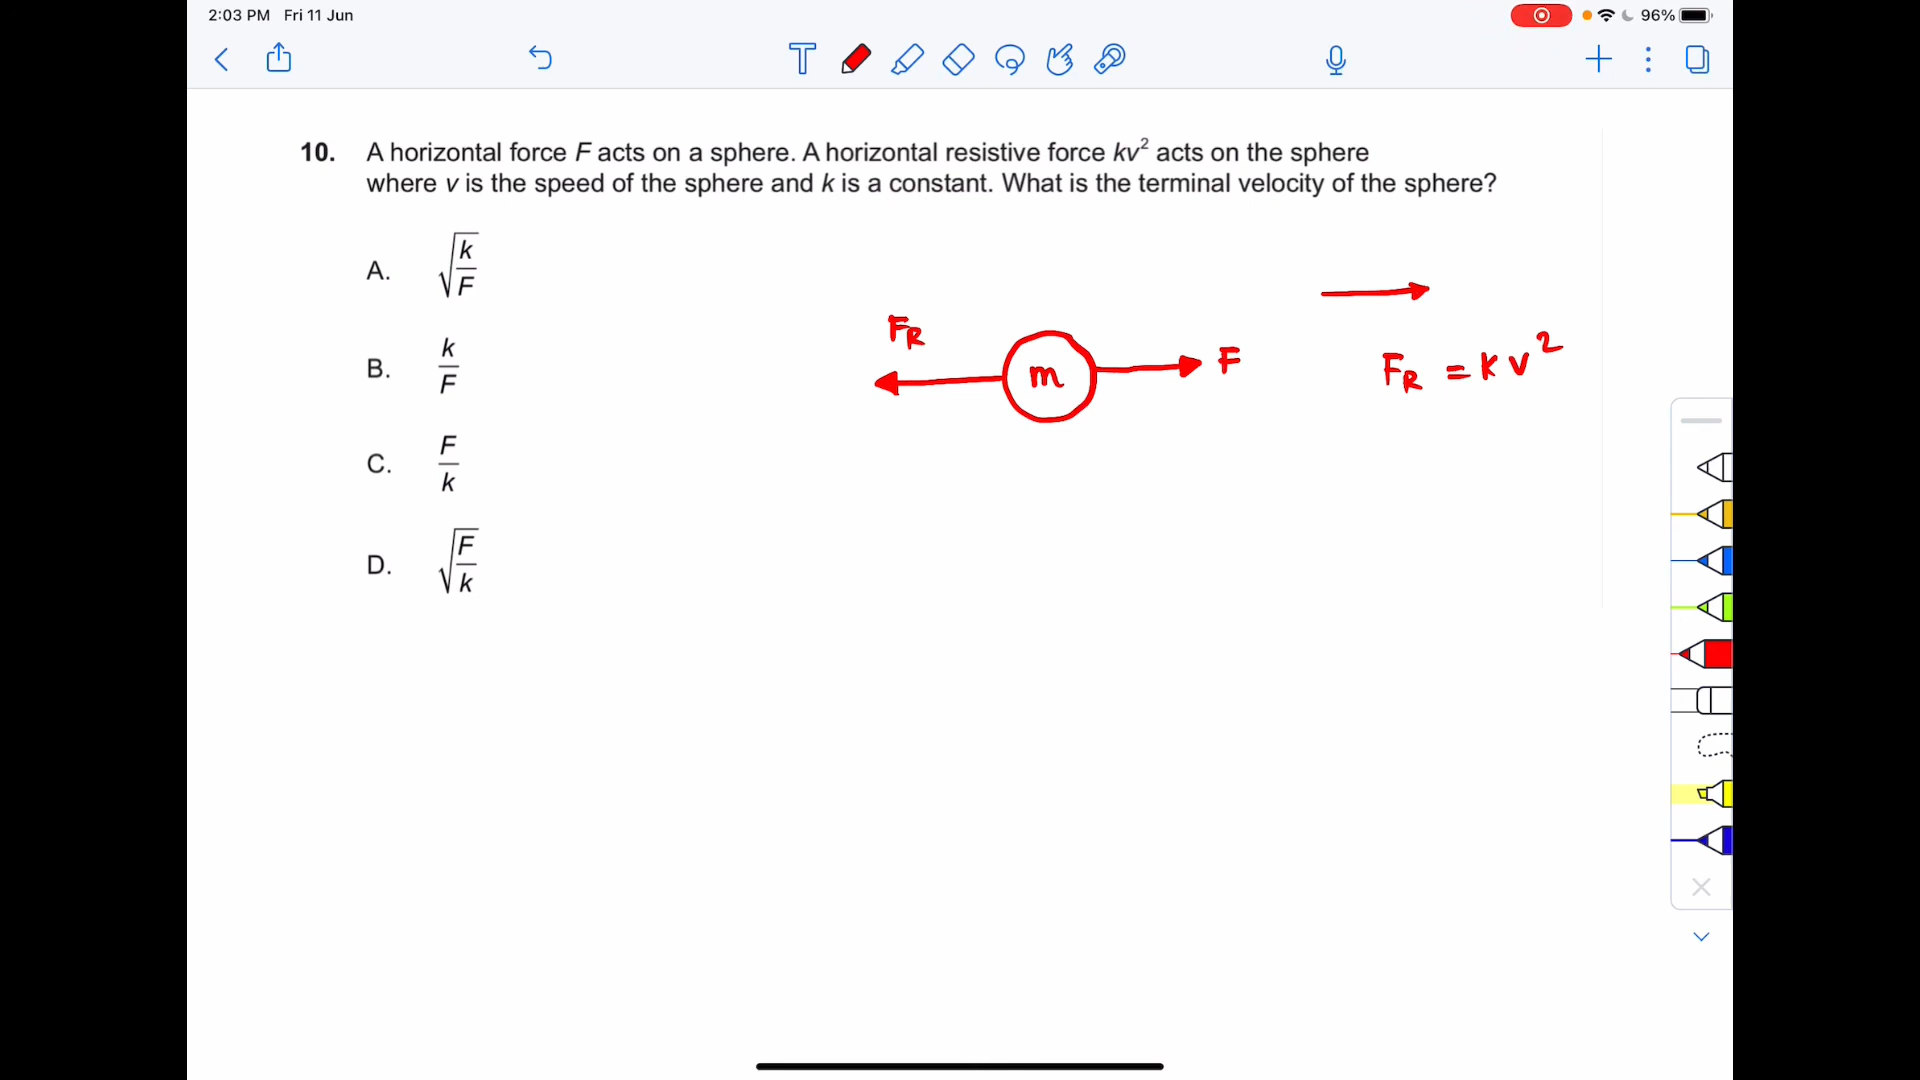 2:03 PM Fri 11 Jun
96%
T
10. A horizontal force F acts on a sphere. A horizontal resistive force kv² acts on the sphere
where v is the speed of the sphere and k is a constant. What is the terminal velocity of the sphere?
A. √(k/F)
B. k/F
C. F/k
D. √(F/k)
F_R
m
F
F_R = kv²